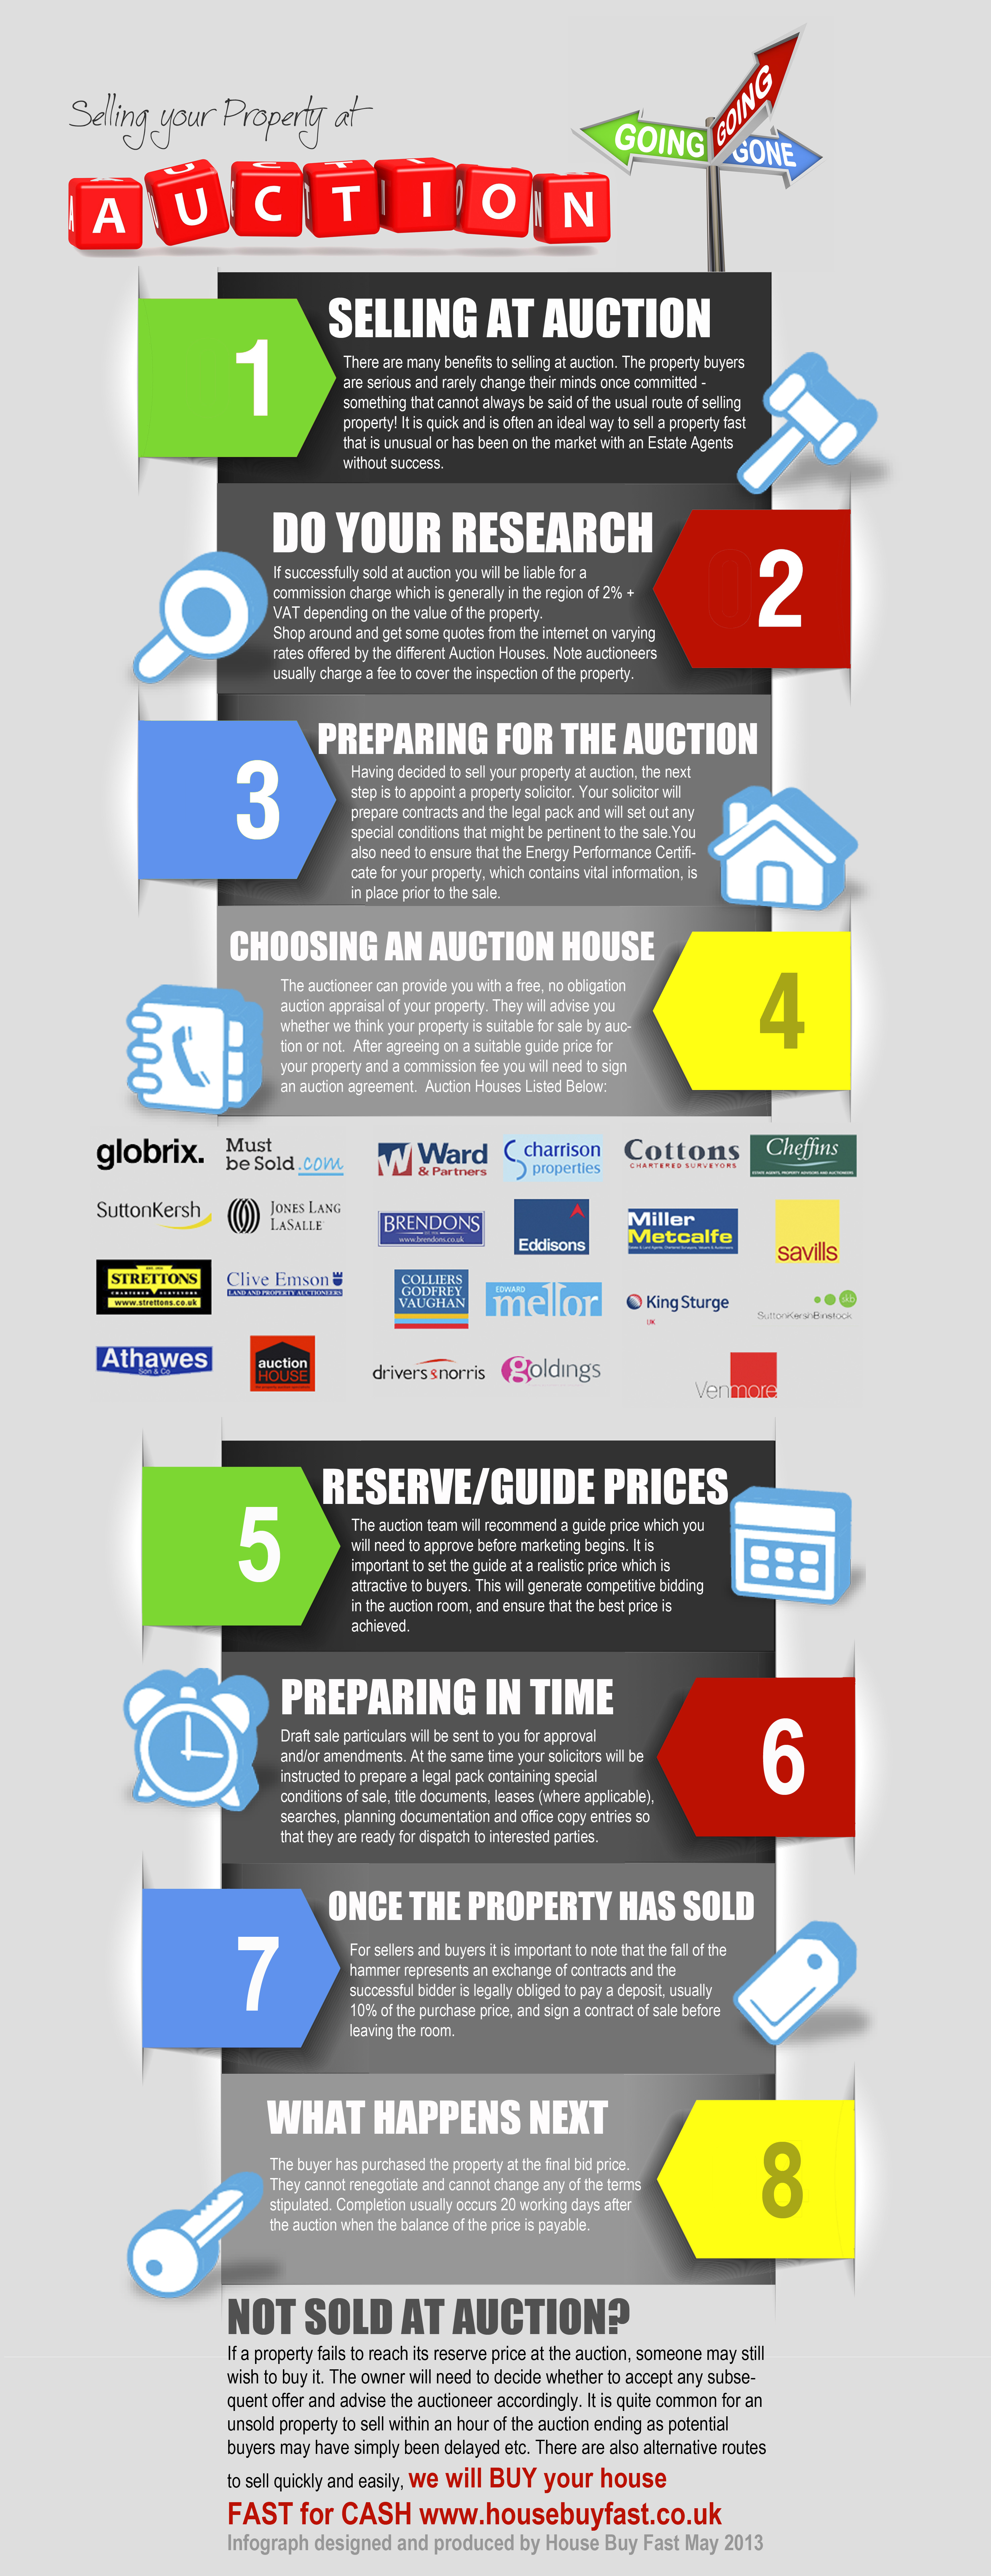 Selling your Property at
AUCTION
GOING
GOING
GONE
1
SELLING AT AUCTION
There are many benefits to selling at auction. The property buyers
are serious and rarely change their minds once committed -
something that cannot always be said of the usual route of selling
property! It is quick and is often an ideal way to sell a property fast
that is unusual or has been on the market with an Estate Agents
without success.
2
DO YOUR RESEARCH
If successfully sold at auction you will be liable for a
commission charge which is generally in the region of 2% +
VAT depending on the value of the property.
Shop around and get some quotes from the internet on varying
rates offered by the different Auction Houses. Note auctioneers
usually charge a fee to cover the inspection of the property.
3
PREPARING FOR THE AUCTION
Having decided to sell your property at auction, the next
step is to appoint a property solicitor. Your solicitor will
prepare contracts and the legal pack and will set out any
special conditions that might be pertinent to the sale.You
also need to ensure that the Energy Performance Certifi-
cate for your property, which contains vital information, is
in place prior to the sale.
4
CHOOSING AN AUCTION HOUSE
The auctioneer can provide you with a free, no obligation
auction appraisal of your property. They will advise you
whether we think your property is suitable for sale by auc-
tion or not. After agreeing on a suitable guide price for
your property and a commission fee you will need to sign
an auction agreement. Auction Houses Listed Below:
globrix.
Must
be Sold.com
Ward
& Partners
charrison
properties
Cottons
CHARTERED SURVEYORS
Cheffins
ESTATE AGENTS, PROPERTY ADVISORS AND AUCTIONEERS
SuttonKersh
JONES LANG
LASALLE
BRENDONS
www.brendons.co.uk
Eddisons
Miller
Metcalfe
savills
STRETTONS
CHARTERED SURVEYORS
www.strettons.co.uk
Clive Emson
LAND AND PROPERTY AUCTIONEERS
COLLIERS
GODFREY
VAUGHAN
EDWARD
mellor
King Sturge
UK
skb
SuttonKershBinstock
Athawes
Son & Co
auction
HOUSE
drivers & norris
goldings
Venmore
5
RESERVE/GUIDE PRICES
The auction team will recommend a guide price which you
will need to approve before marketing begins. It is
important to set the guide at a realistic price which is
attractive to buyers. This will generate competitive bidding
in the auction room, and ensure that the best price is
achieved.
6
PREPARING IN TIME
Draft sale particulars will be sent to you for approval
and/or amendments. At the same time your solicitors will be
instructed to prepare a legal pack containing special
conditions of sale, title documents, leases (where applicable),
searches, planning documentation and office copy entries so
that they are ready for dispatch to interested parties.
7
ONCE THE PROPERTY HAS SOLD
For sellers and buyers it is important to note that the fall of the
hammer represents an exchange of contracts and the
successful bidder is legally obliged to pay a deposit, usually
10% of the purchase price, and sign a contract of sale before
leaving the room.
8
WHAT HAPPENS NEXT
The buyer has purchased the property at the final bid price.
They cannot renegotiate and cannot change any of the terms
stipulated. Completion usually occurs 20 working days after
the auction when the balance of the price is payable.
NOT SOLD AT AUCTION?
If a property fails to reach its reserve price at the auction, someone may still
wish to buy it. The owner will need to decide whether to accept any subse-
quent offer and advise the auctioneer accordingly. It is quite common for an
unsold property to sell within an hour of the auction ending as potential
buyers may have simply been delayed etc. There are also alternative routes
to sell quickly and easily, we will BUY your house
FAST for CASH www.housebuyfast.co.uk
Infograph designed and produced by House Buy Fast May 2013